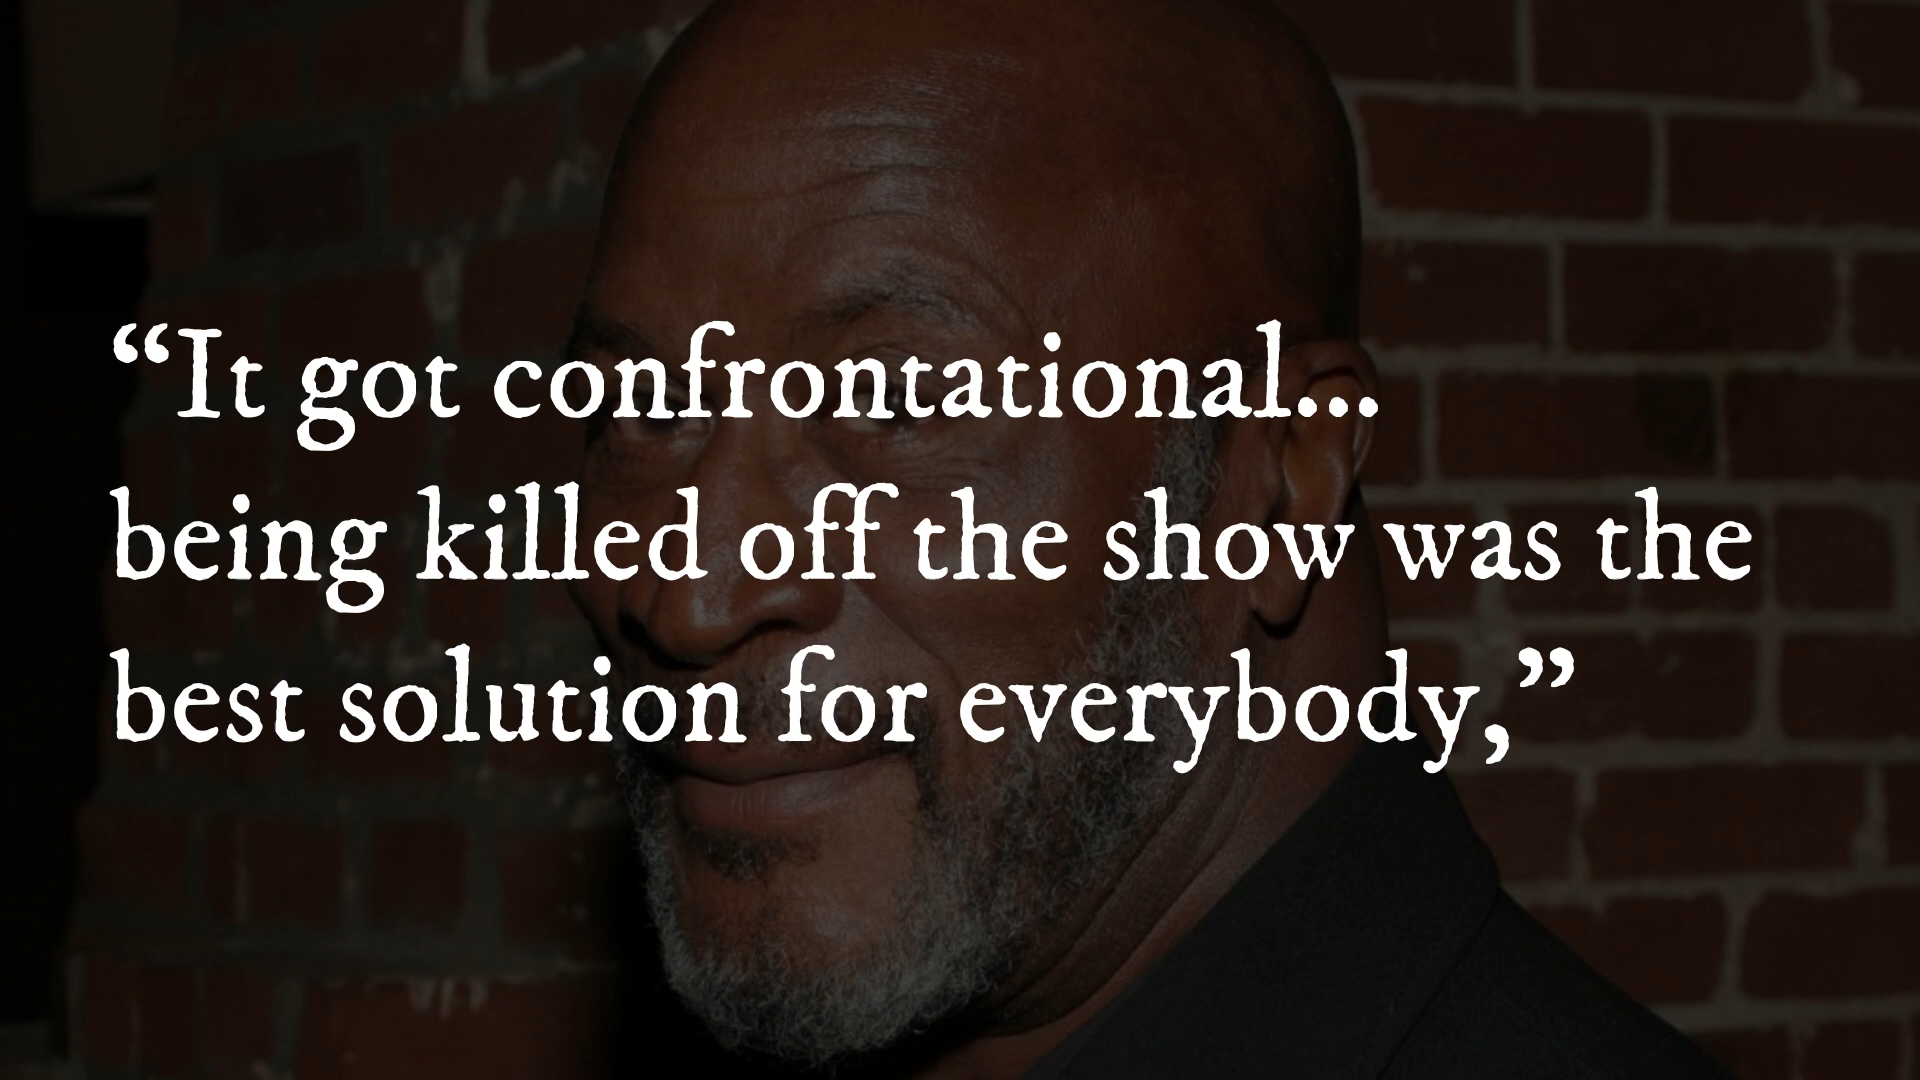 “It got confrontational...
being killed off the show was the
best solution for everybody,”